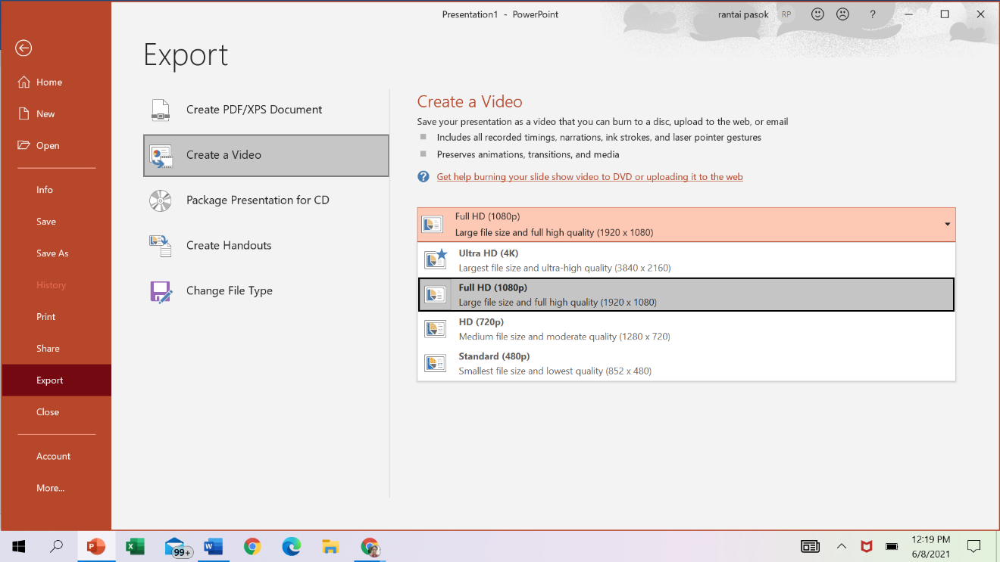 Presentation1 - PowerPoint
rantai pasok RP ?
Home
New
Open
Info
Save
Save As
History
Print
Share
Export
Close
Account
More...
Export
Create PDF/XPS Document
Create a Video
Package Presentation for CD
Create Handouts
Change File Type
Create a Video
Save your presentation as a video that you can burn to a disc, upload to the web, or email
Includes all recorded timings, narrations, ink strokes, and laser pointer gestures
Preserves animations, transitions, and media
Get help burning your slide show video to DVD or uploading it to the web
Full HD (1080p)
Large file size and full high quality (1920 x 1080)
Ultra HD (4K)
Largest file size and ultra-high quality (3840 x 2160)
Full HD (1080p)
Large file size and full high quality (1920 x 1080)
HD (720p)
Medium file size and moderate quality (1280 x 720)
Standard (480p)
Smallest file size and lowest quality (852 x 480)
99+
12:19 PM
6/8/2021